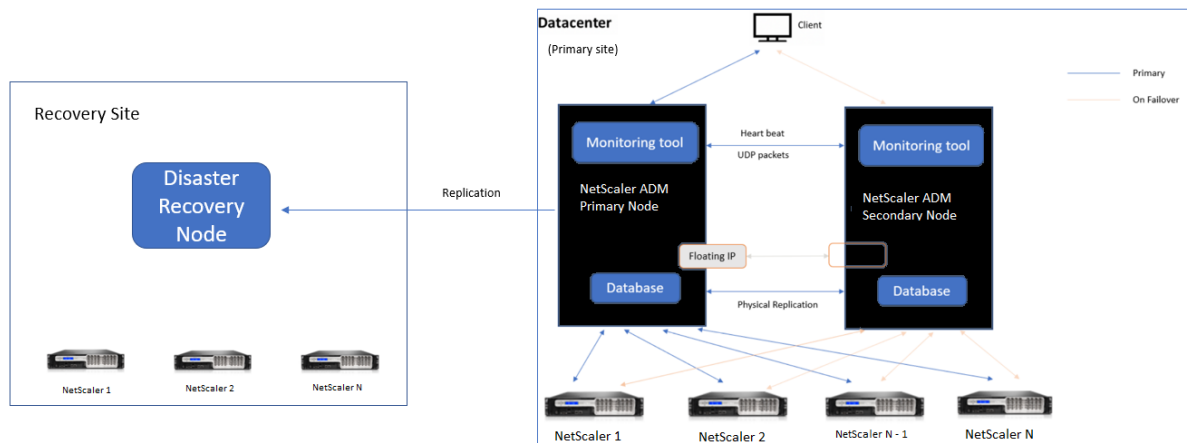 Datacenter
(Primary site)
Client
Primary
On Failover
Recovery Site
Disaster
Recovery
Node
Replication
Monitoring tool
NetScaler ADM
Primary Node
Floating IP
Database
Heart beat
UDP packets
Physical Replication
Monitoring tool
NetScaler ADM
Secondary Node
Database
NetScaler 1
NetScaler 2
NetScaler N
NetScaler 1
NetScaler 2
NetScaler N - 1
NetScaler N